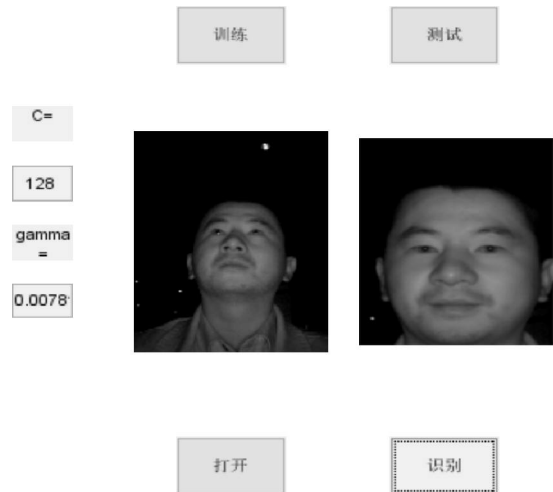 训练
测试
C=
128
gamma
=
0.0078
打开
识别